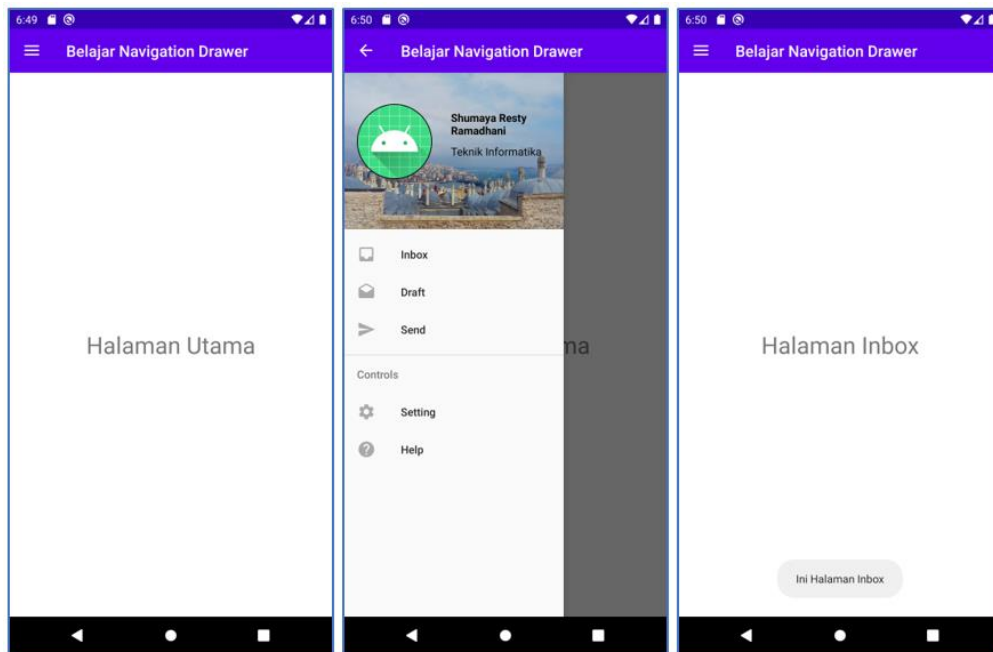 6:49
Belajar Navigation Drawer
Halaman Utama
6:50
Belajar Navigation Drawer
Shumaya Resty
Ramadhani
Teknik Informatika
Inbox
Draft
Send
ma
Controls
Setting
Help
6:50
Belajar Navigation Drawer
Halaman Inbox
Ini Halaman Inbox